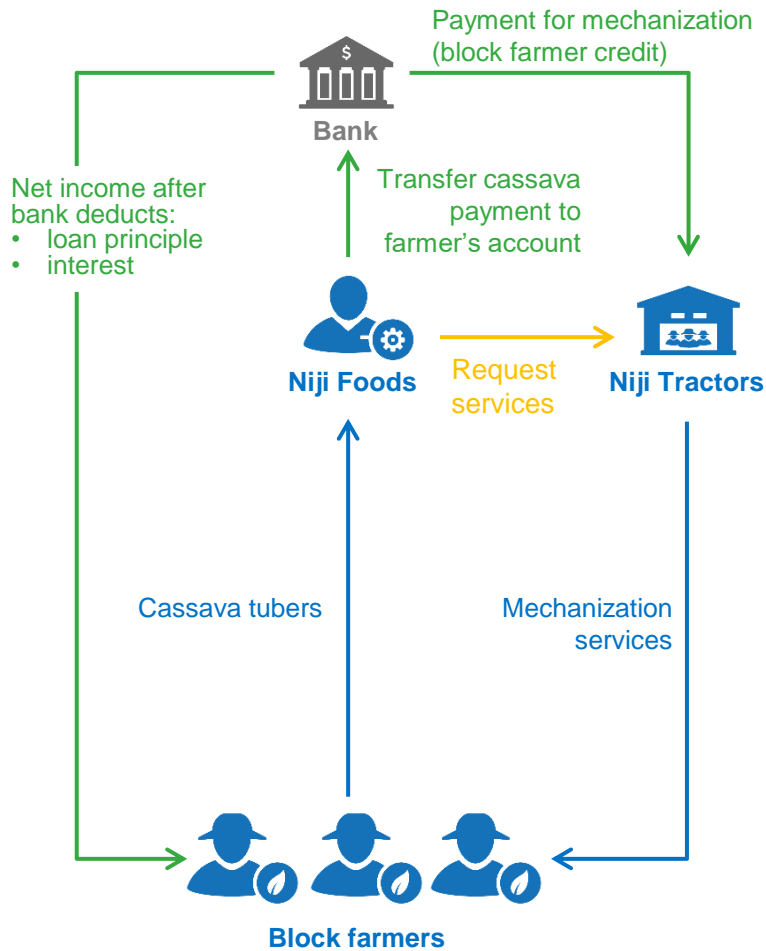 Payment for mechanization
(block farmer credit)
$
Bank
Net income after
bank deducts:
• loan principle
• interest
Transfer cassava
payment to
farmer’s account
Niji Foods
Request
services
Niji Tractors
Cassava tubers
Mechanization
services
Block farmers